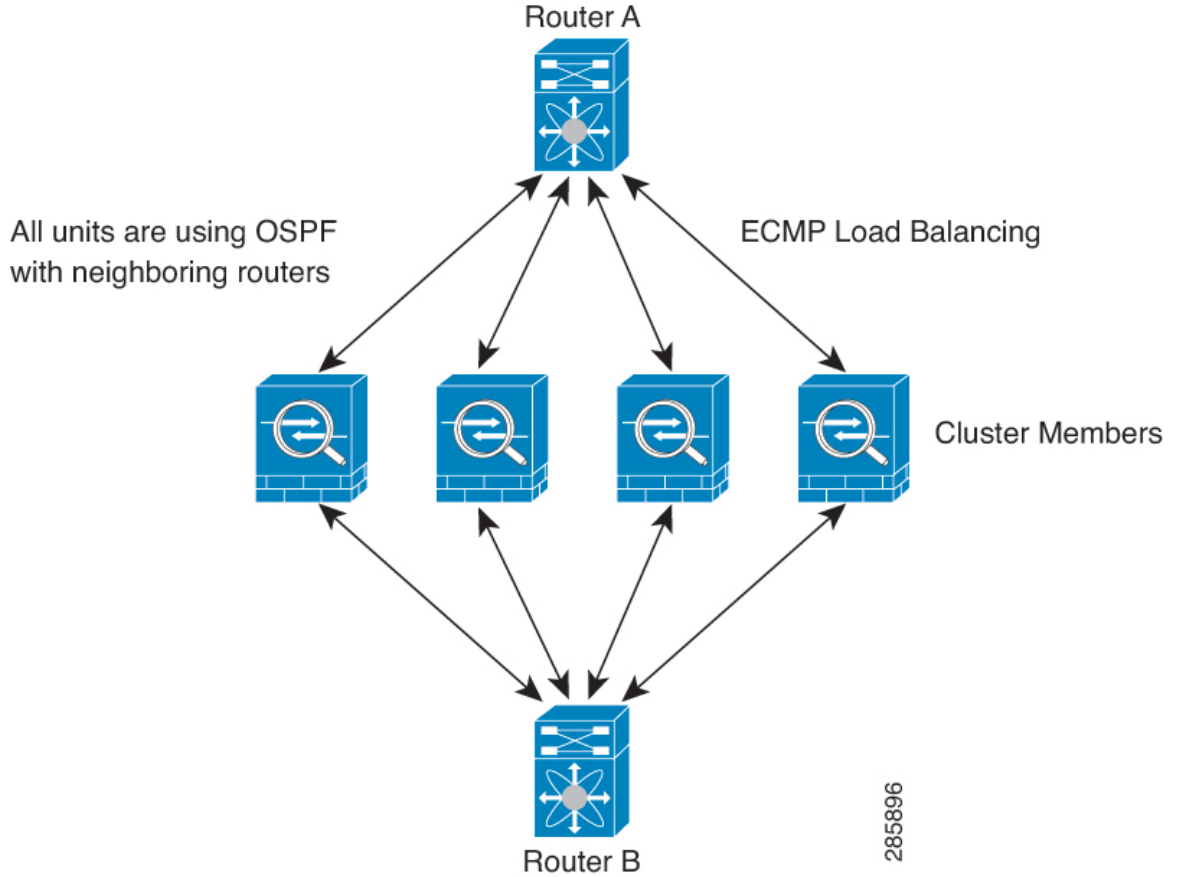 Router A
All units are using OSPF
with neighboring routers
ECMP Load Balancing
Cluster Members
Router B
285896